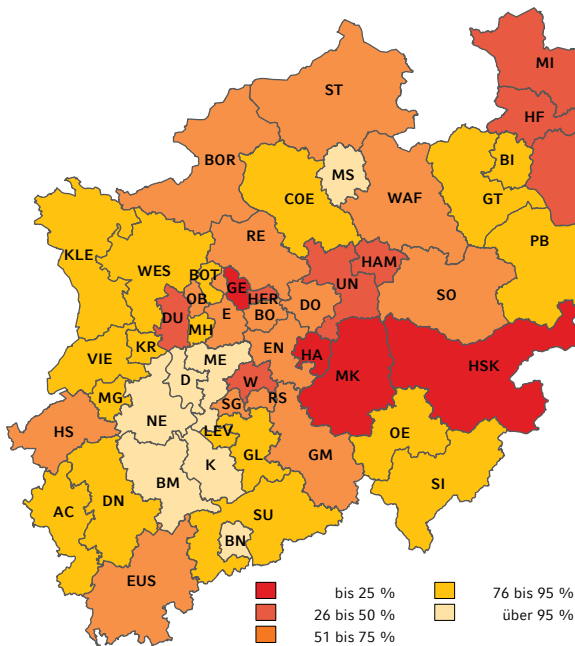 MI
ST
HF
BOR
MS
BI
COE
WAF
GT
RE
PB
KLE
WES
BOT
HAM
UN
GE
HER
OB
SO
DO
DU
E
BO
MH
KR
EN
HA
VIE
ME
HSK
D
W
MK
MG
RS
SG
NE
HS
LEV
OE
GL
GM
K
BM
SI
DN
AC
SU
BN
EUS
bis 25 %
76 bis 95 %
26 bis 50 %
über 95 %
51 bis 75 %